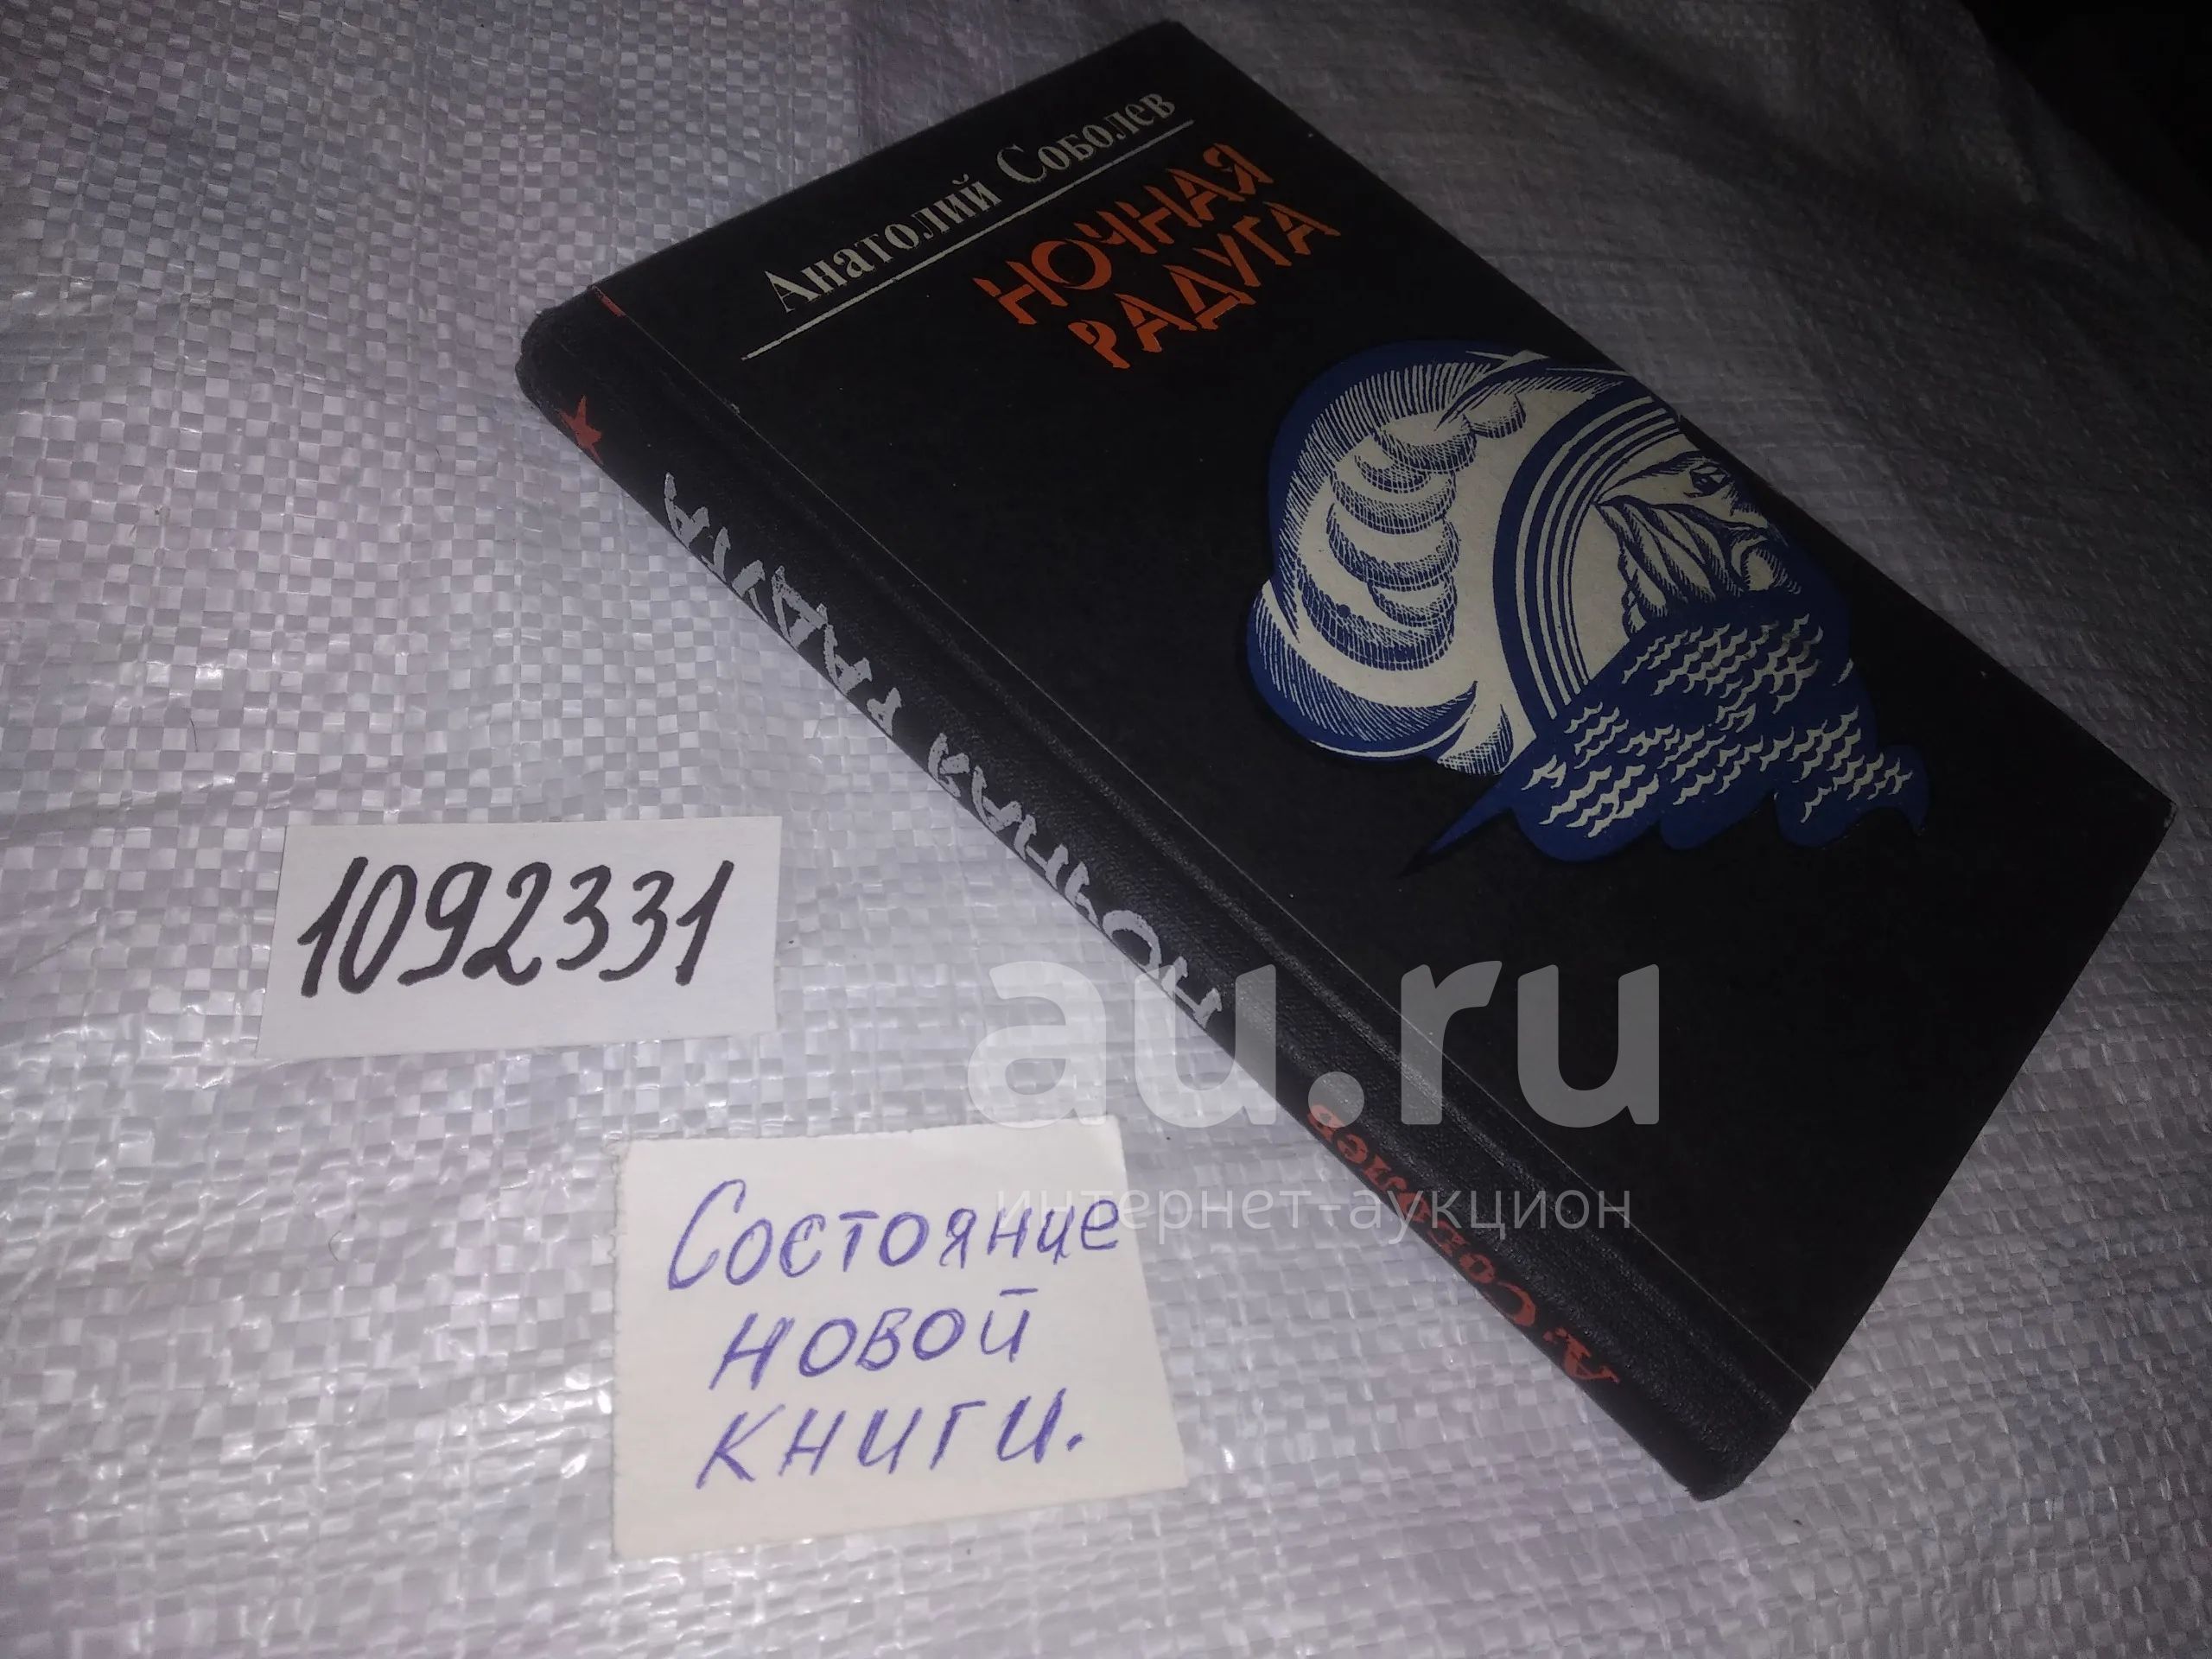 Анатолий Соболев
НОЧНАЯ
РАДУГА
НОЧНАЯ РАДУГА
А. Соболев
1092331
au.ru
интернет-аукцион
Состояние
новой
книги.